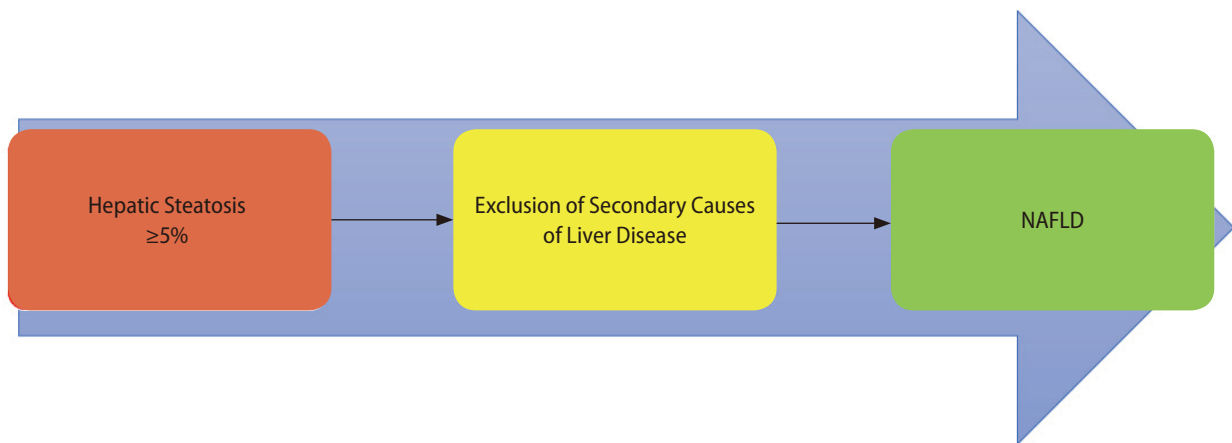 Hepatic Steatosis
≥5%
Exclusion of Secondary Causes
of Liver Disease
NAFLD